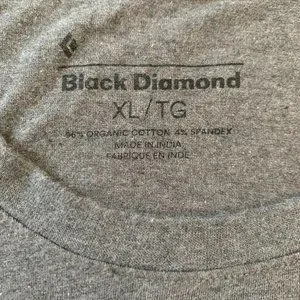 Black Diamond
XL/TG
96% ORGANIC COTTON 4% SPANDEX
MADE IN INDIA
FABRIQUÉ EN INDE